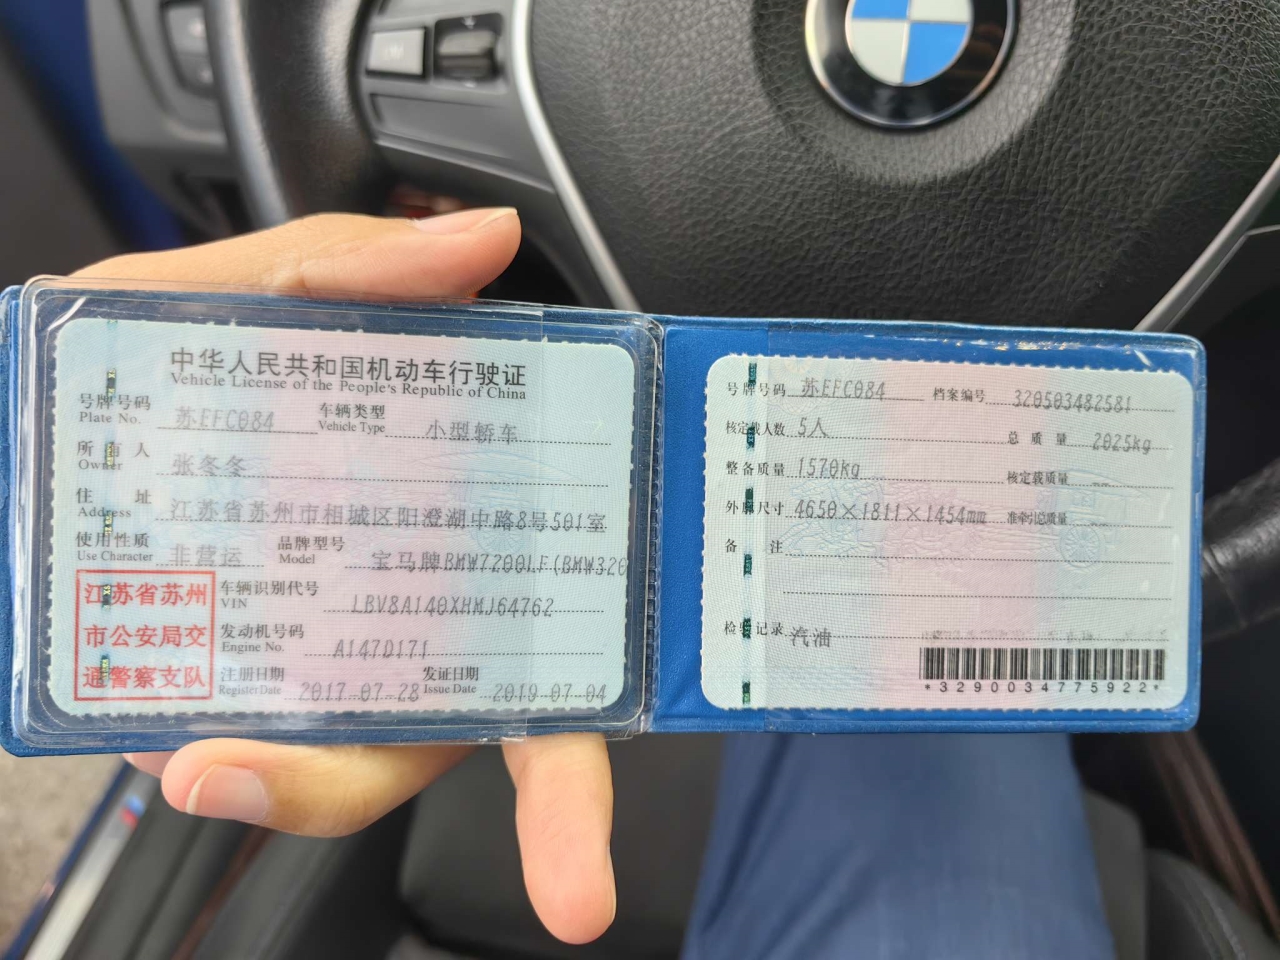 中华人民共和国机动车行驶证
Vehicle License of the People's Republic of China
号牌号码 苏EFC084 车辆类型 小型轿车
Plate No. Vehicle Type
所有人 张冬冬
Owner
住址 江苏省苏州市相城区阳澄湖中路8号501室
Address
使用性质 非营运 品牌型号 宝马牌BMW7200LF(BMW320
Use Character Model
江苏省苏州
市公安局交
通警察支队
车辆识别代号 LBV8A140XHMJ64762
VIN
发动机号码 A147D171
Engine No.
注册日期 2017-07-28 发证日期 2019-07-04
Register Date Issue Date
号牌号码 苏EFC084 档案编号 320503482581
核定载人数 5人 总质量 2025kg
整备质量 1570kg 核定载质量 --
外廓尺寸 4650×1811×1454mm 准牵引总质量
备注
检验记录 汽油
*3290034775922*